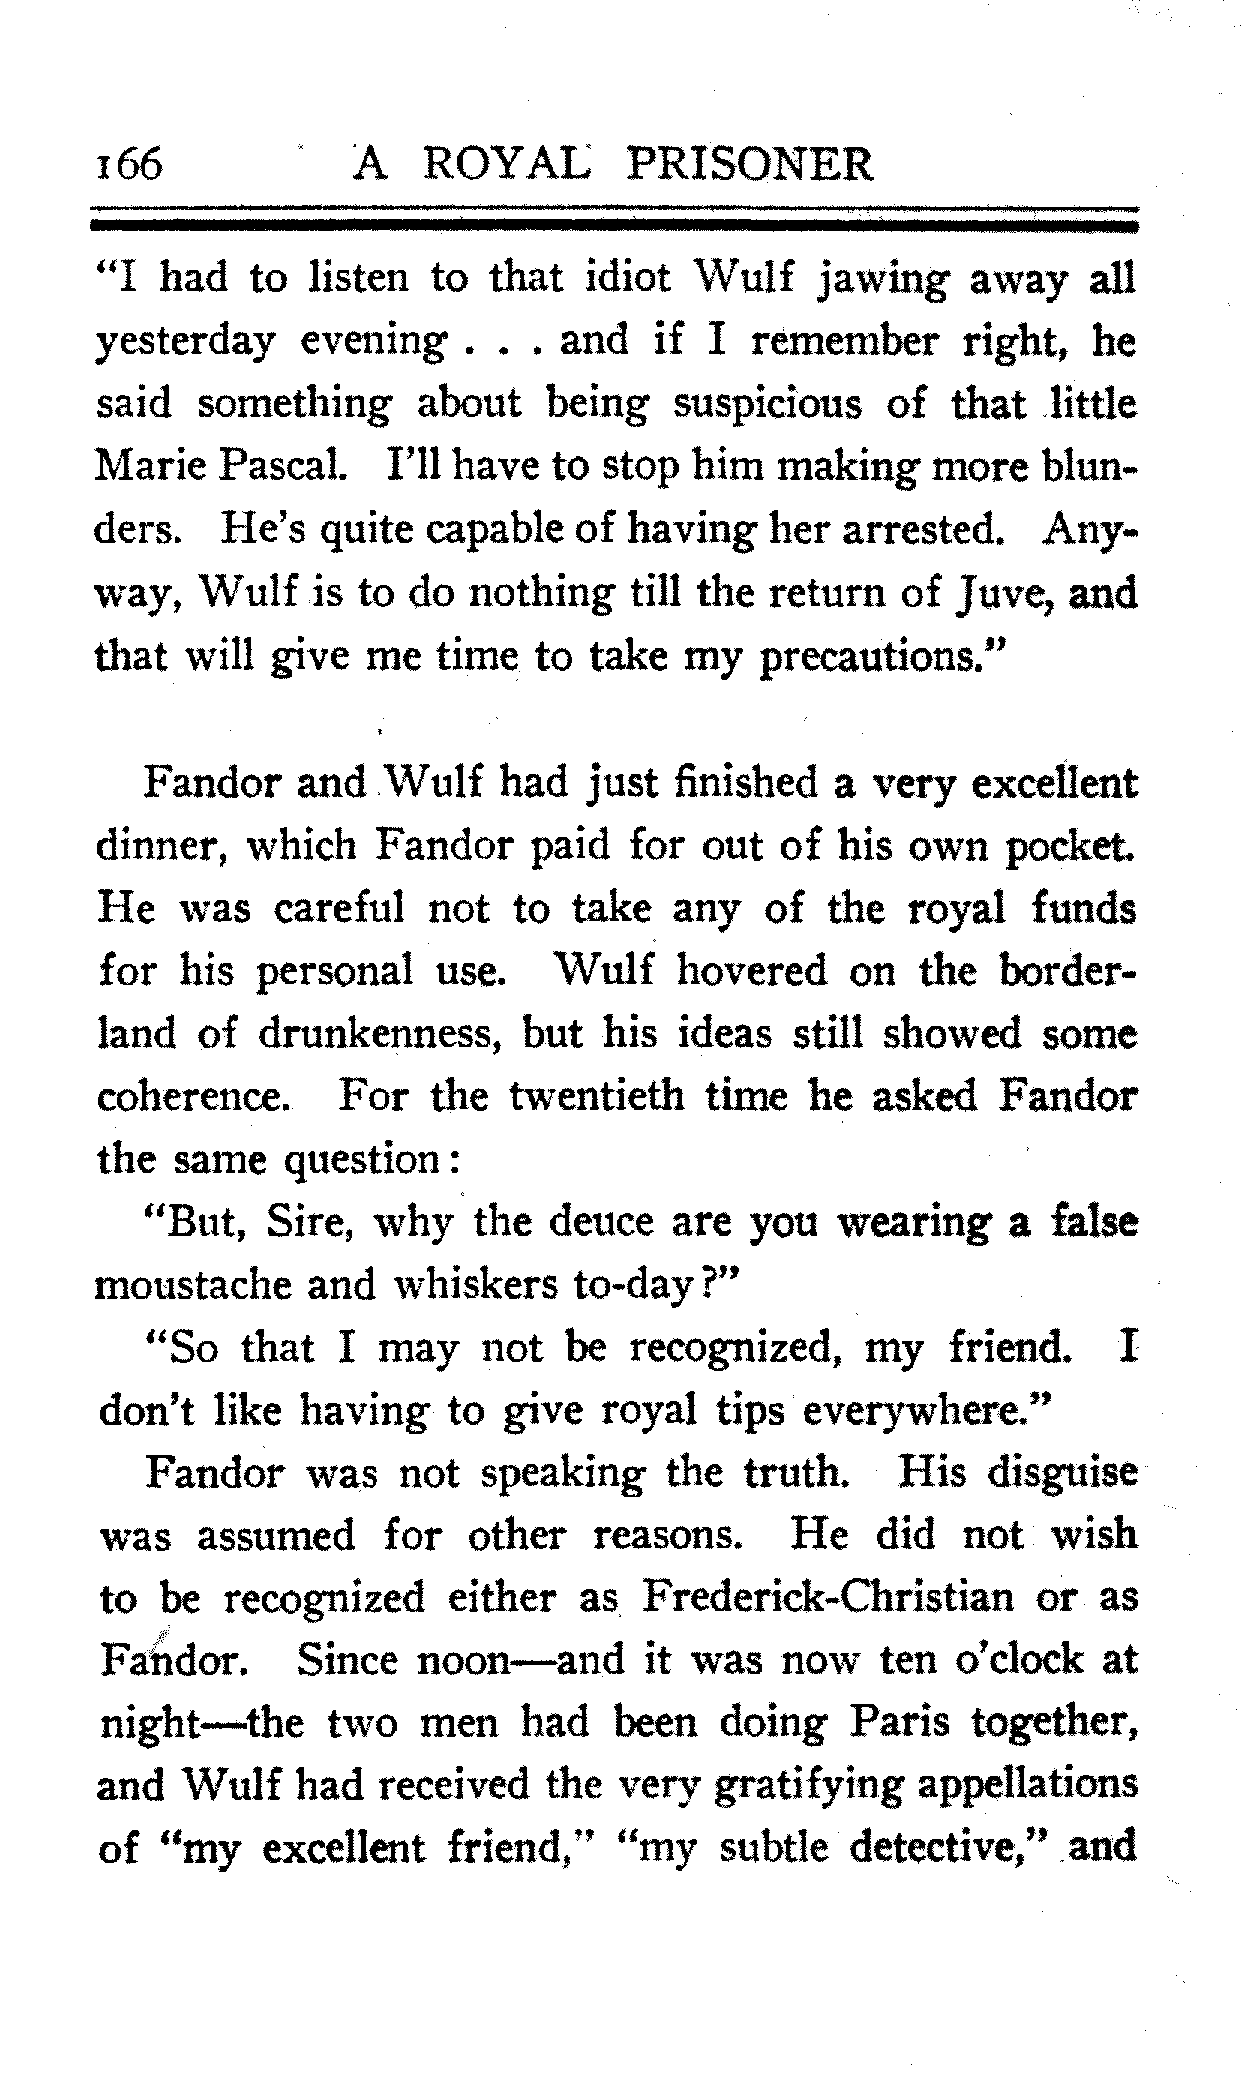 166 A ROYAL PRISONER
“I had to listen to that idiot Wulf jawing away all
yesterday evening . . . and if I remember right, he
said something about being suspicious of that little
Marie Pascal. I’ll have to stop him making more blun-
ders. He’s quite capable of having her arrested. Any-
way, Wulf is to do nothing till the return of Juve, and
that will give me time to take my precautions.”
Fandor and Wulf had just finished a very excellent
dinner, which Fandor paid for out of his own pocket.
He was careful not to take any of the royal funds
for his personal use. Wulf hovered on the border-
land of drunkenness, but his ideas still showed some
coherence. For the twentieth time he asked Fandor
the same question:
“But, Sire, why the deuce are you wearing a false
moustache and whiskers to-day?”
“So that I may not be recognized, my friend. I
don’t like having to give royal tips everywhere.”
Fandor was not speaking the truth. His disguise
was assumed for other reasons. He did not wish
to be recognized either as Frederick-Christian or as
Fandor. Since noon—and it was now ten o’clock at
night—the two men had been doing Paris together,
and Wulf had received the very gratifying appellations
of “my excellent friend,” “my subtle detective,” and